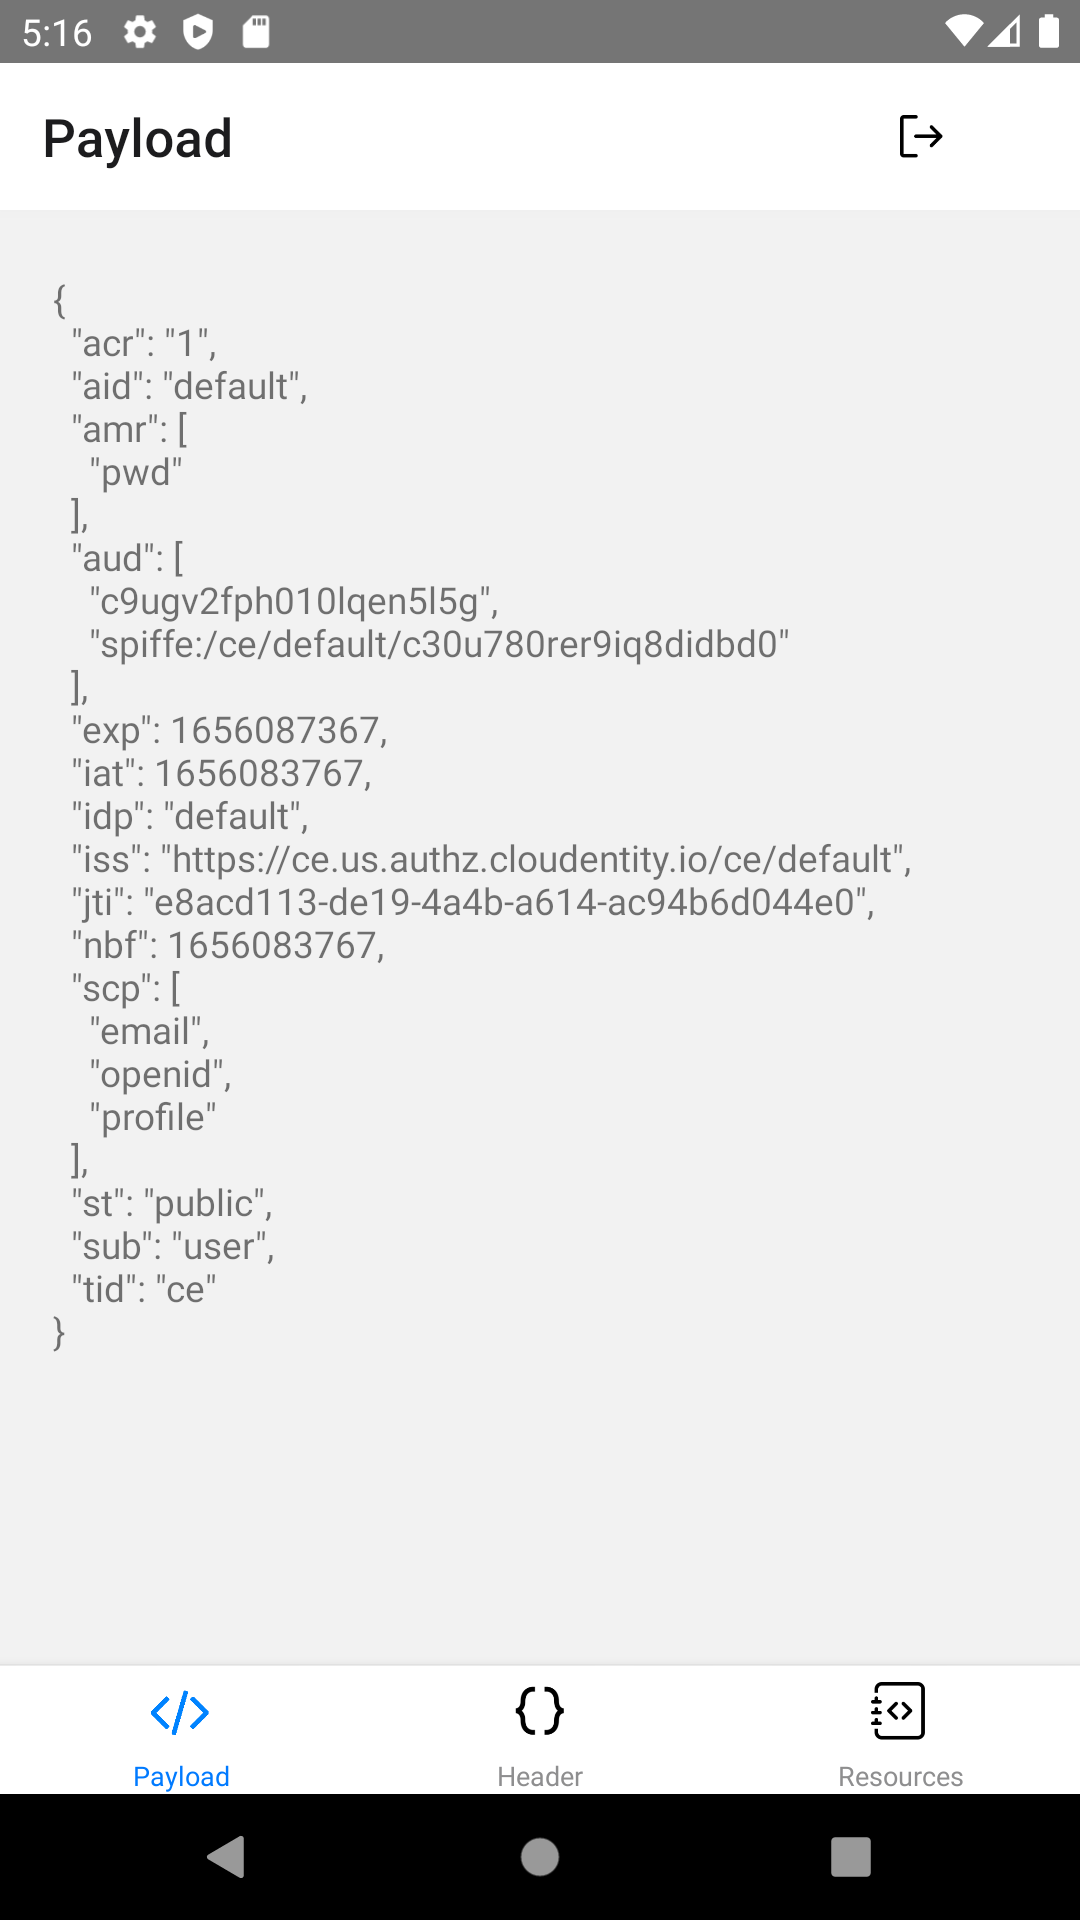 5:16
Payload
{
"acr": "1",
"aid": "default",
"amr": [
"pwd"
],
"aud": [
"c9ugv2fph010lqen5l5g",
"spiffe:/ce/default/c30u780rer9iq8didbd0"
],
"exp": 1656087367,
"iat": 1656083767,
"idp": "default",
"iss": "https://ce.us.authz.cloudentity.io/ce/default",
"jti": "e8acd113-de19-4a4b-a614-ac94b6d044e0",
"nbf": 1656083767,
"scp": [
"email",
"openid",
"profile"
],
"st": "public",
"sub": "user",
"tid": "ce"
}
Payload
Header
Resources